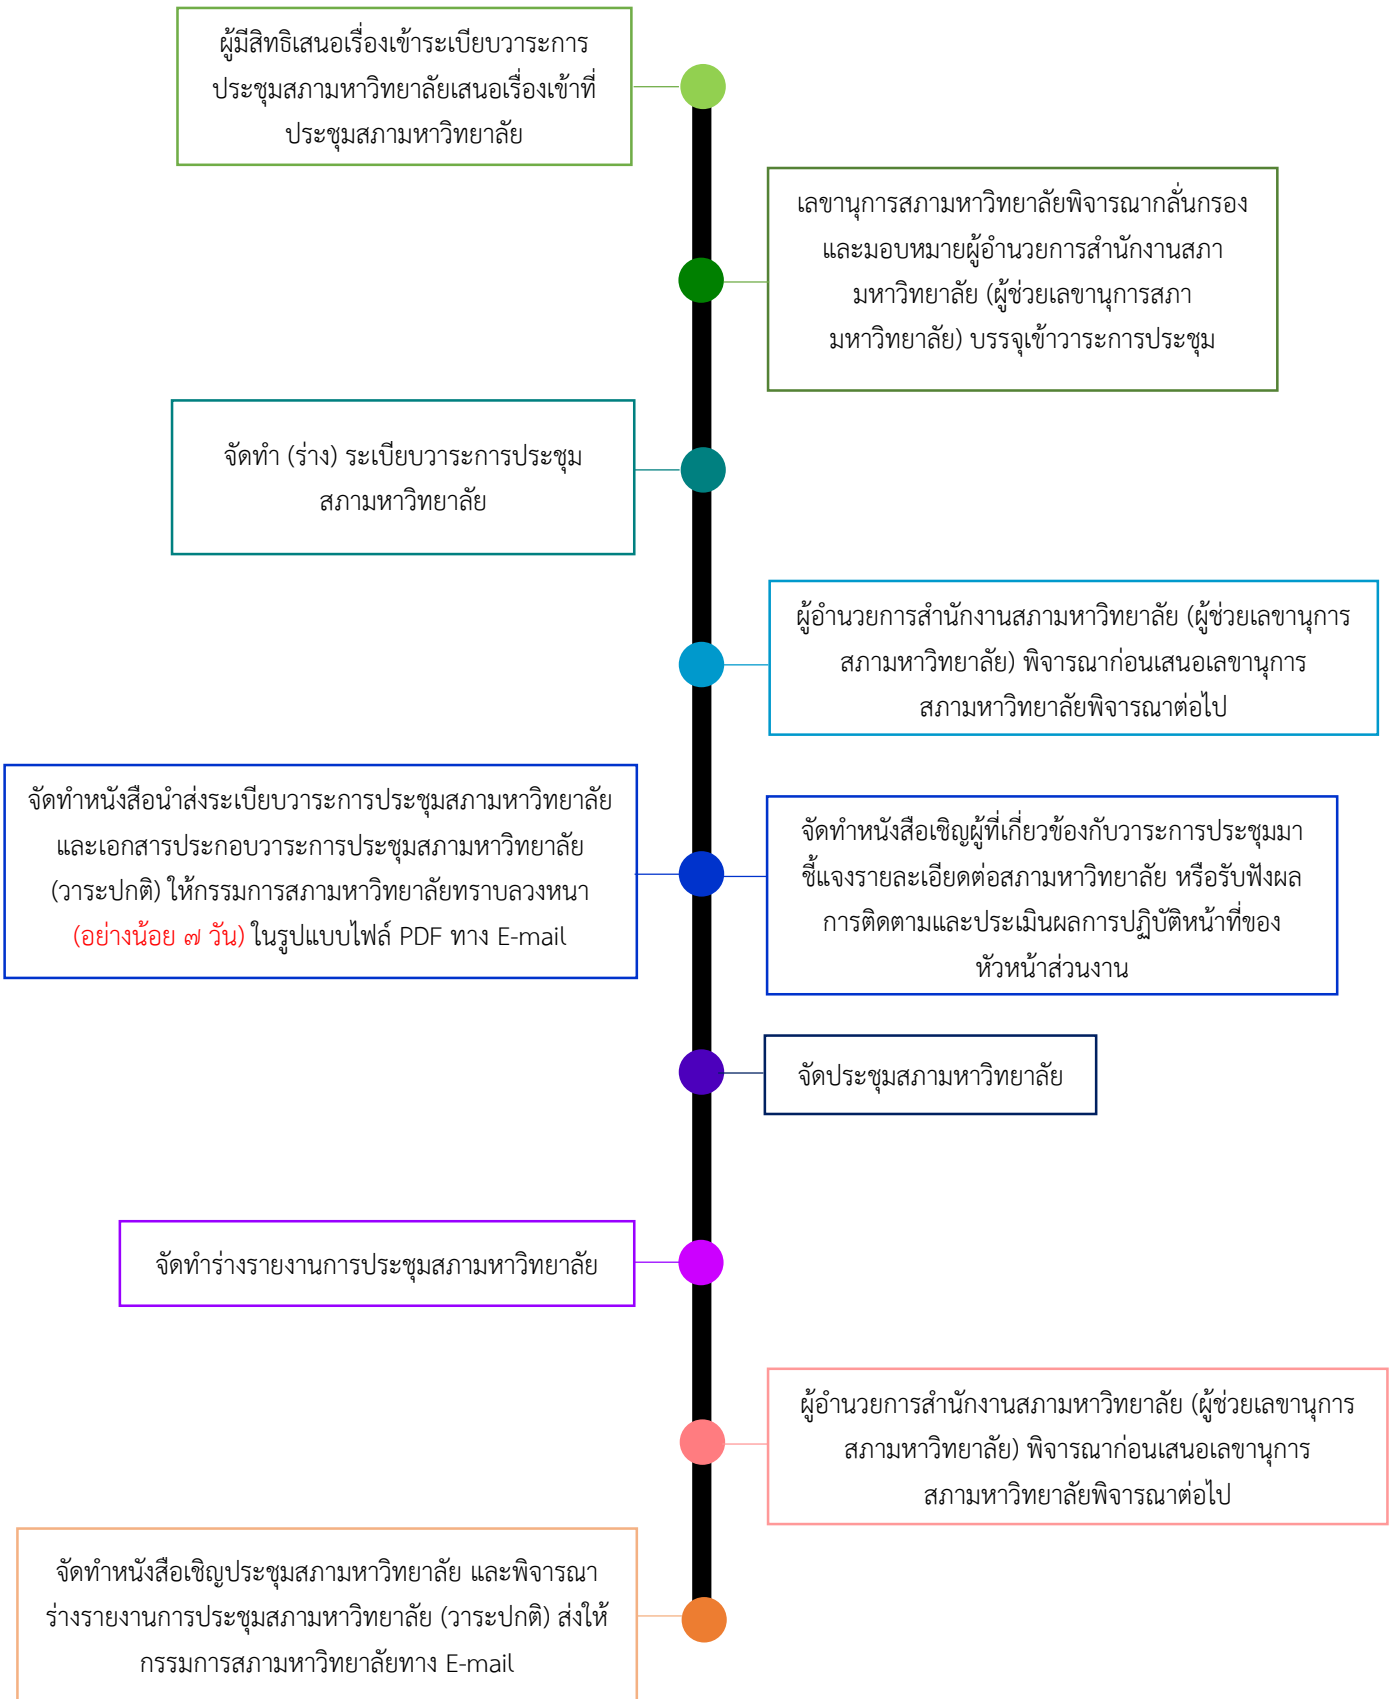 ผู้มีสิทธิเสนอเรื่องเข้าระเบียบวาระการ
ประชุมสภามหาวิทยาลัยเสนอเรื่องเข้าที่
ประชุมสภามหาวิทยาลัย
เลขานุการสภามหาวิทยาลัยพิจารณากลั่นกรอง
และมอบหมายผู้อำนวยการสำนักงานสภา
มหาวิทยาลัย (ผู้ช่วยเลขานุการสภา
มหาวิทยาลัย) บรรจุเข้าวาระการประชุม
จัดทำ (ร่าง) ระเบียบวาระการประชุม
สภามหาวิทยาลัย
ผู้อำนวยการสำนักงานสภามหาวิทยาลัย (ผู้ช่วยเลขานุการ
สภามหาวิทยาลัย) พิจารณาก่อนเสนอเลขานุการ
สภามหาวิทยาลัยพิจารณาต่อไป
จัดทำหนังสือนำส่งระเบียบวาระการประชุมสภามหาวิทยาลัย
และเอกสารประกอบวาระการประชุมสภามหาวิทยาลัย
(วาระปกติ) ให้กรรมการสภามหาวิทยาลัยทราบลวงหนา
(อย่างน้อย ๗ วัน) ในรูปแบบไฟล์ PDF ทาง E-mail
จัดทำหนังสือเชิญผู้ที่เกี่ยวข้องกับวาระการประชุมมา
ชี้แจงรายละเอียดต่อสภามหาวิทยาลัย หรือรับฟังผล
การติดตามและประเมินผลการปฏิบัติหน้าที่ของ
หัวหน้าส่วนงาน
จัดประชุมสภามหาวิทยาลัย
จัดทำร่างรายงานการประชุมสภามหาวิทยาลัย
ผู้อำนวยการสำนักงานสภามหาวิทยาลัย (ผู้ช่วยเลขานุการ
สภามหาวิทยาลัย) พิจารณาก่อนเสนอเลขานุการ
สภามหาวิทยาลัยพิจารณาต่อไป
จัดทำหนังสือเชิญประชุมสภามหาวิทยาลัย และพิจารณา
ร่างรายงานการประชุมสภามหาวิทยาลัย (วาระปกติ) ส่งให้
กรรมการสภามหาวิทยาลัยทาง E-mail